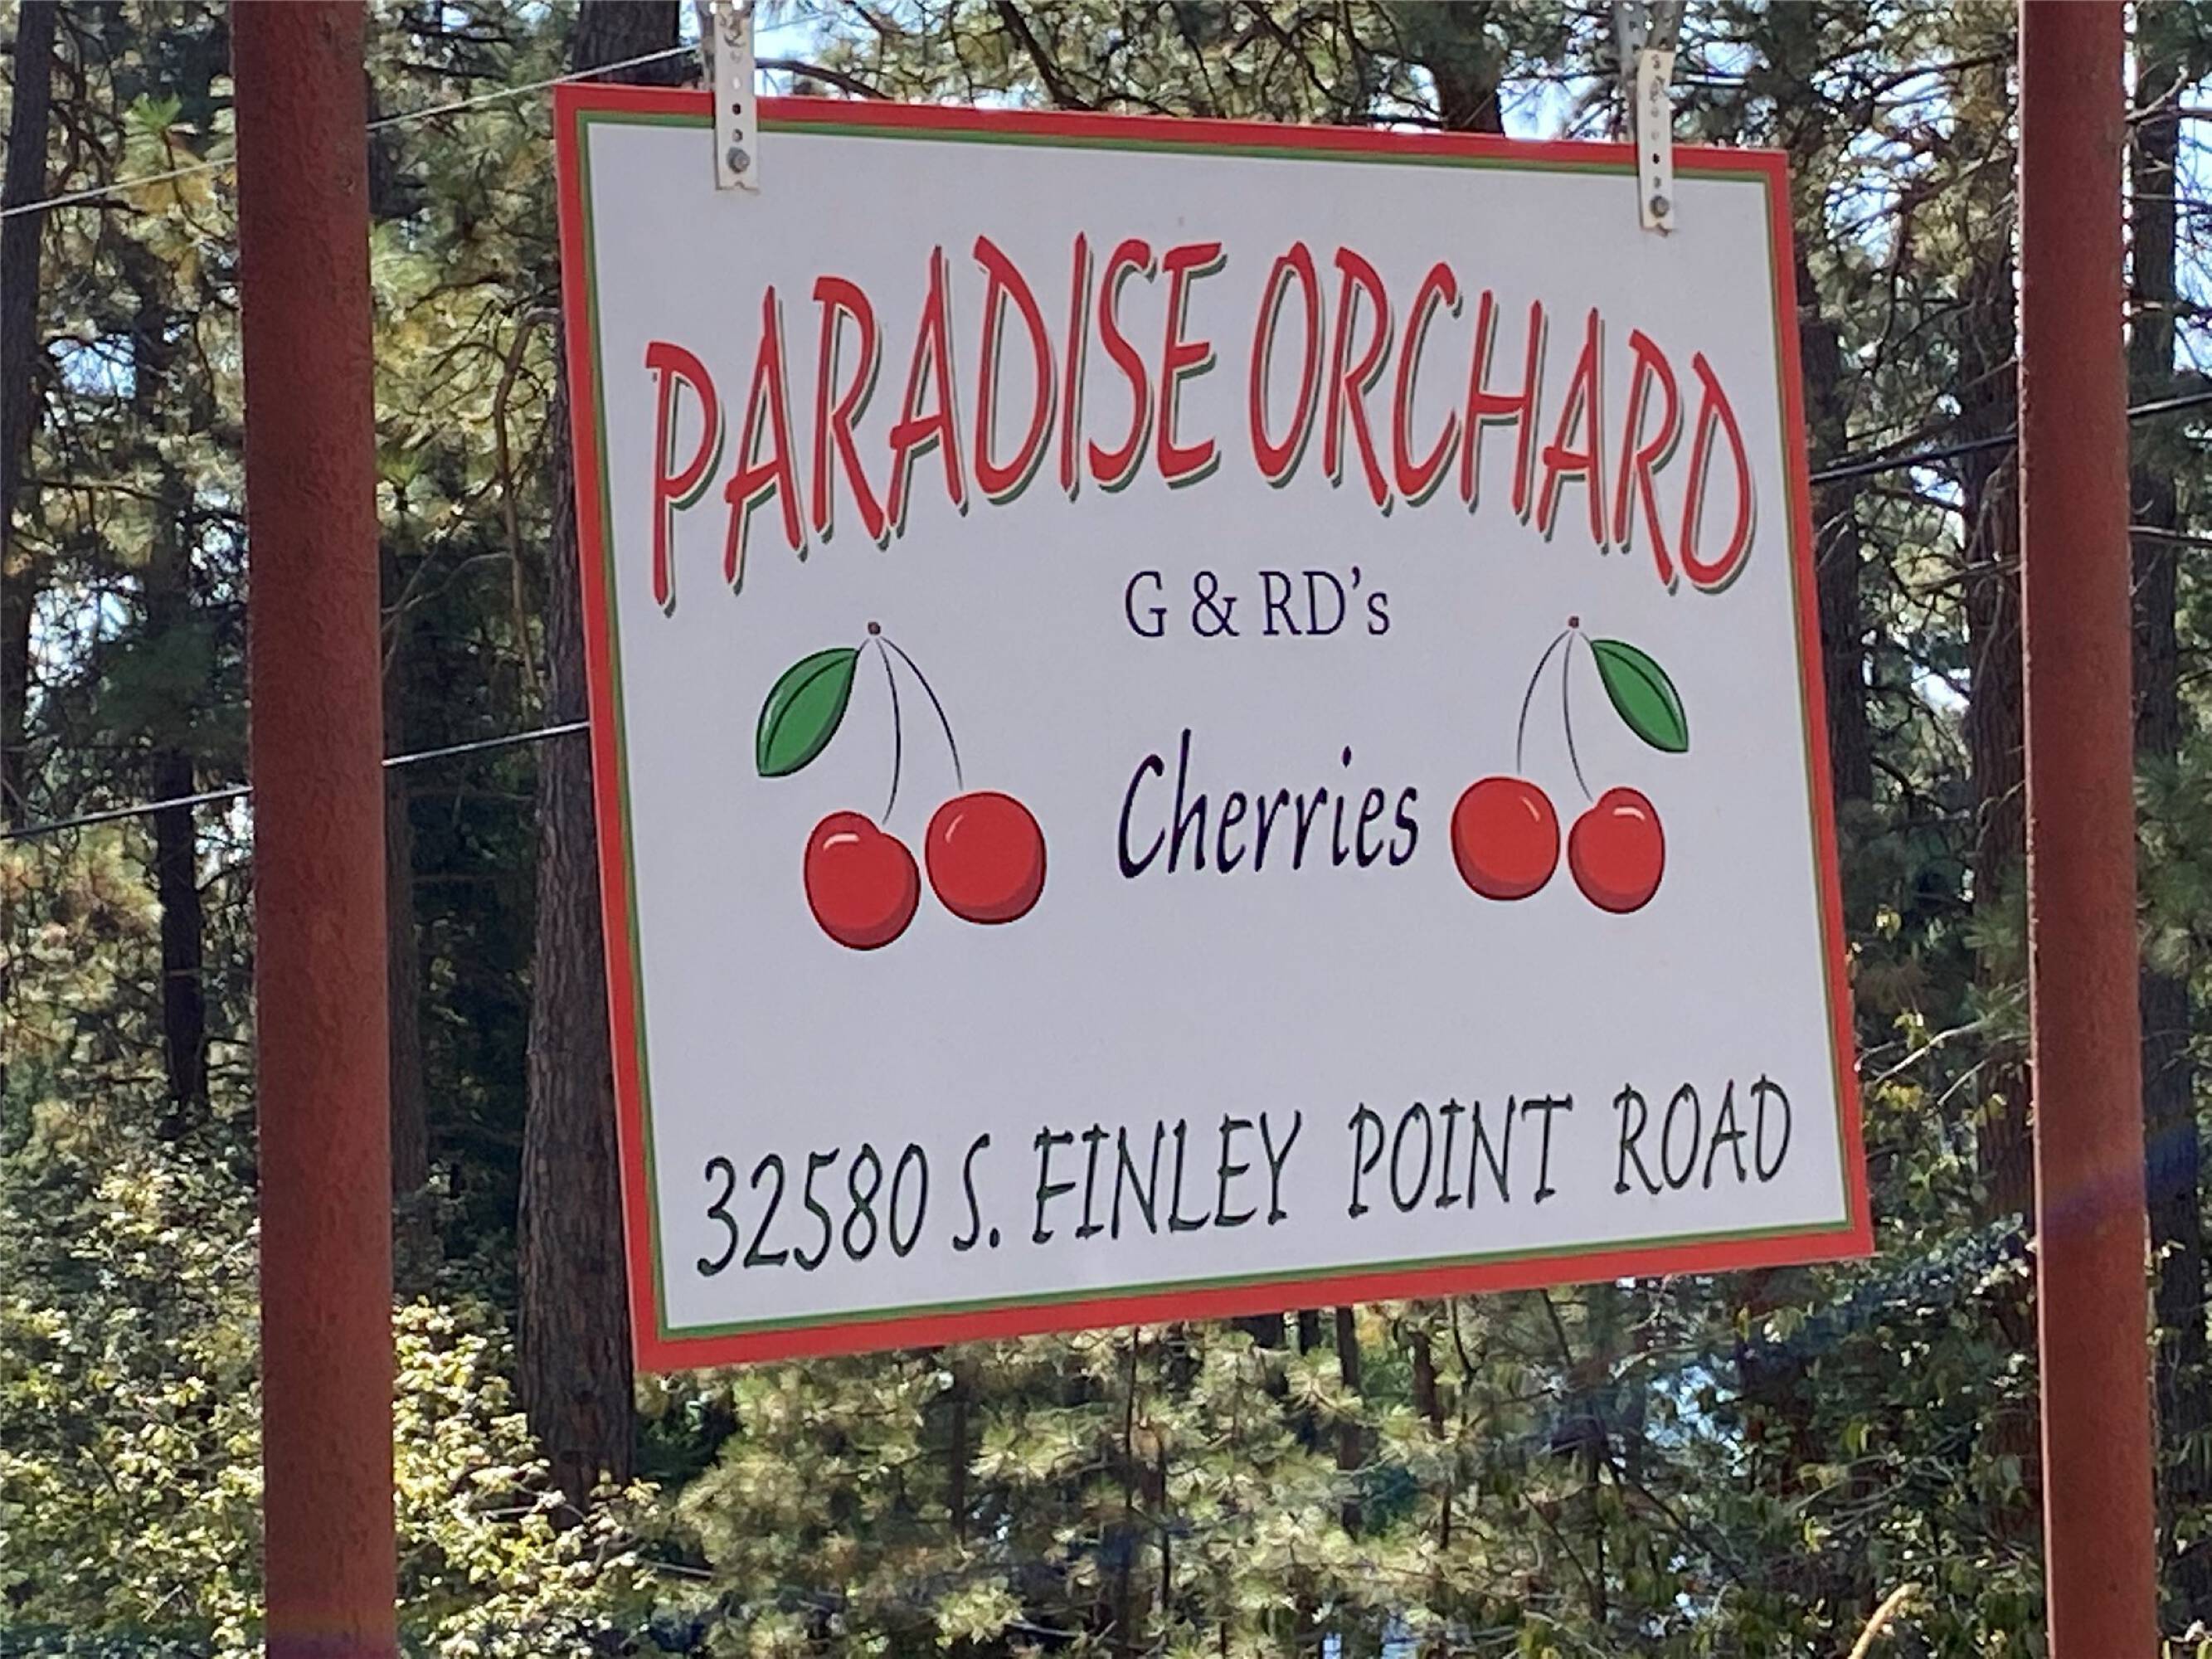 PARADISE ORCHARD
G & RD's
Cherries
32580 S. FINLEY POINT ROAD